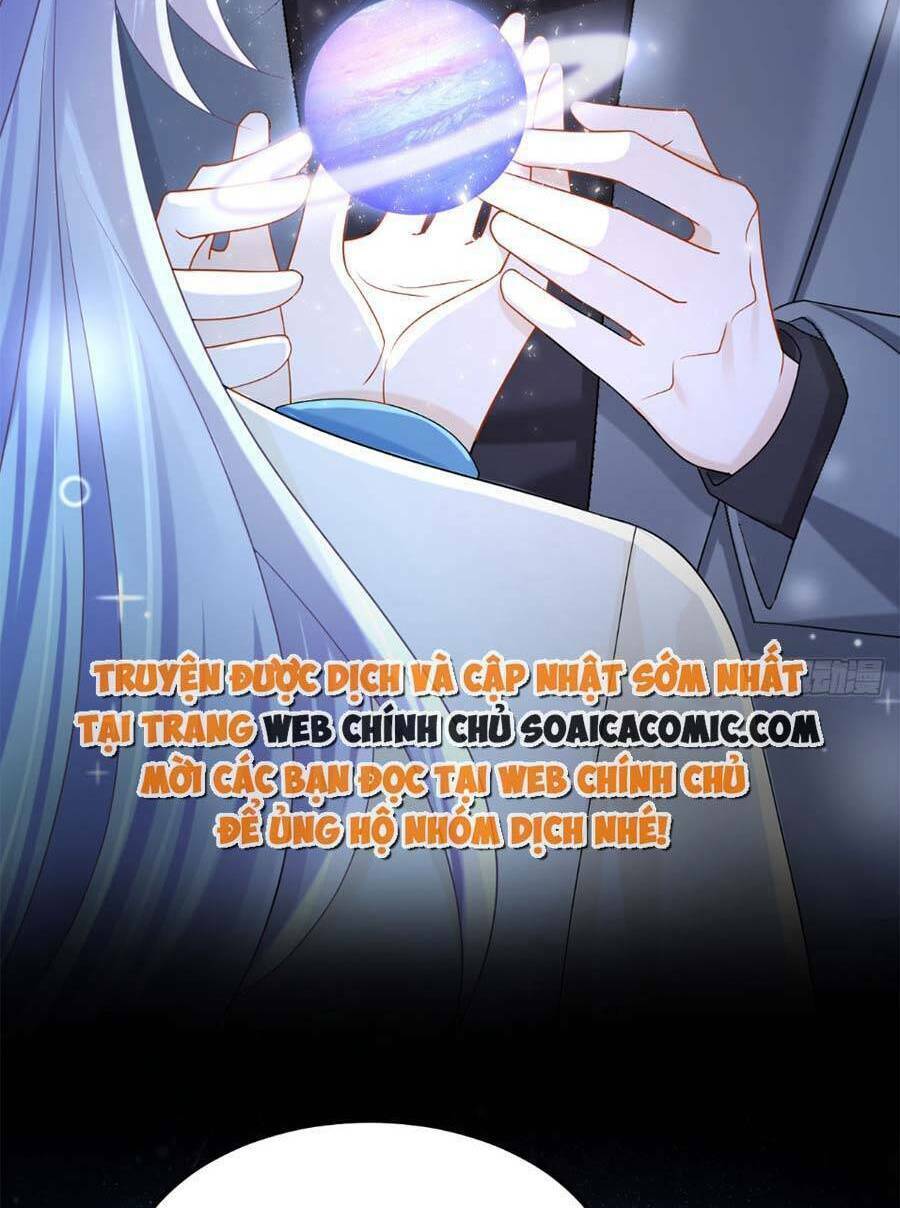 TRUYỆN ĐƯỢC DỊCH VÀ CẬP NHẬT SỚM NHẤT
TẠI TRANG WEB CHÍNH CHỦ SOAICACOMIC.COM
MỜI CÁC BẠN ĐỌC TẠI WEB CHÍNH CHỦ
ĐỂ ỦNG HỘ NHÓM DỊCH NHÉ!